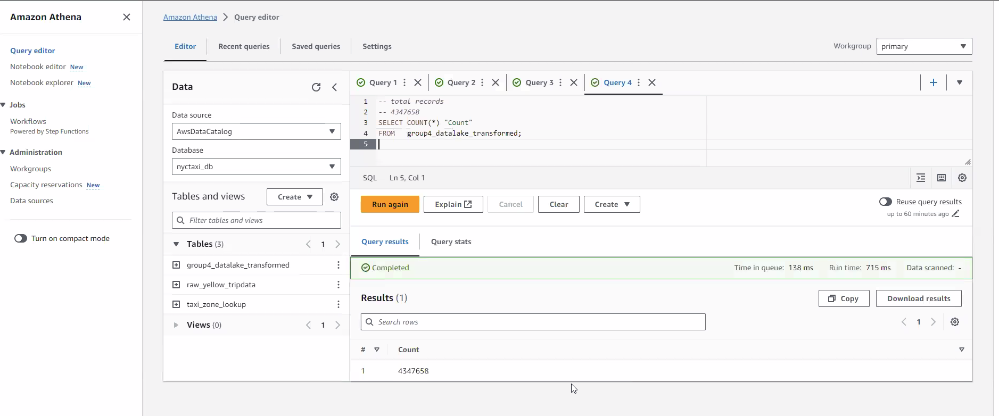 Amazon Athena
Query editor
Notebook editor New
Notebook explorer New
Jobs
Workflows
Powered by Step Functions
Administration
Workgroups
Capacity reservations New
Data sources
Turn on compact mode
Amazon Athena > Query editor
Editor
Recent queries
Saved queries
Settings
Workgroup
primary
Data
Data source
AwsDataCatalog
Database
nyctaxi_db
Tables and views
Create
Filter tables and views
Tables (3)
1
group4_datalake_transformed
raw_yellow_tripdata
taxi_zone_lookup
Views (0)
1
Query 1
Query 2
Query 3
Query 4
1 -- total records
2 -- 4347658
3 SELECT COUNT(*) "Count"
4 FROM group4_datalake_transformed;
5
SQL Ln 5, Col 1
Run again
Explain
Cancel
Clear
Create
Reuse query results
up to 60 minutes ago
Query results
Query stats
Completed
Time in queue: 138 ms
Run time: 715 ms
Data scanned: -
Results (1)
Copy
Download results
Search rows
1
# Count
1 4347658